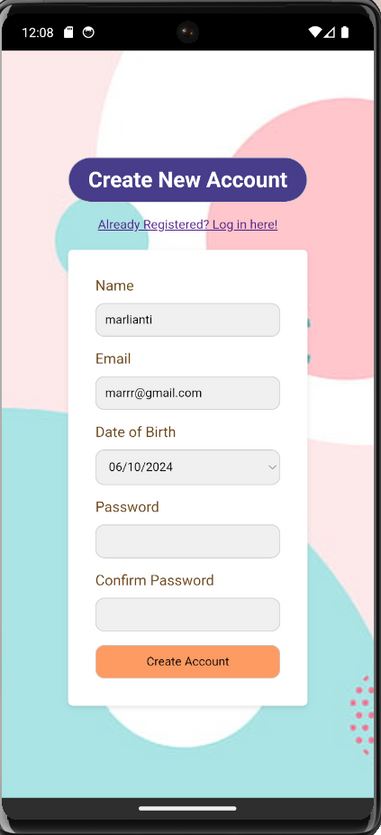 12:08
Create New Account
Already Registered? Log in here!
Name
marlianti
Email
marrr@gmail.com
Date of Birth
06/10/2024
Password
Confirm Password
Create Account